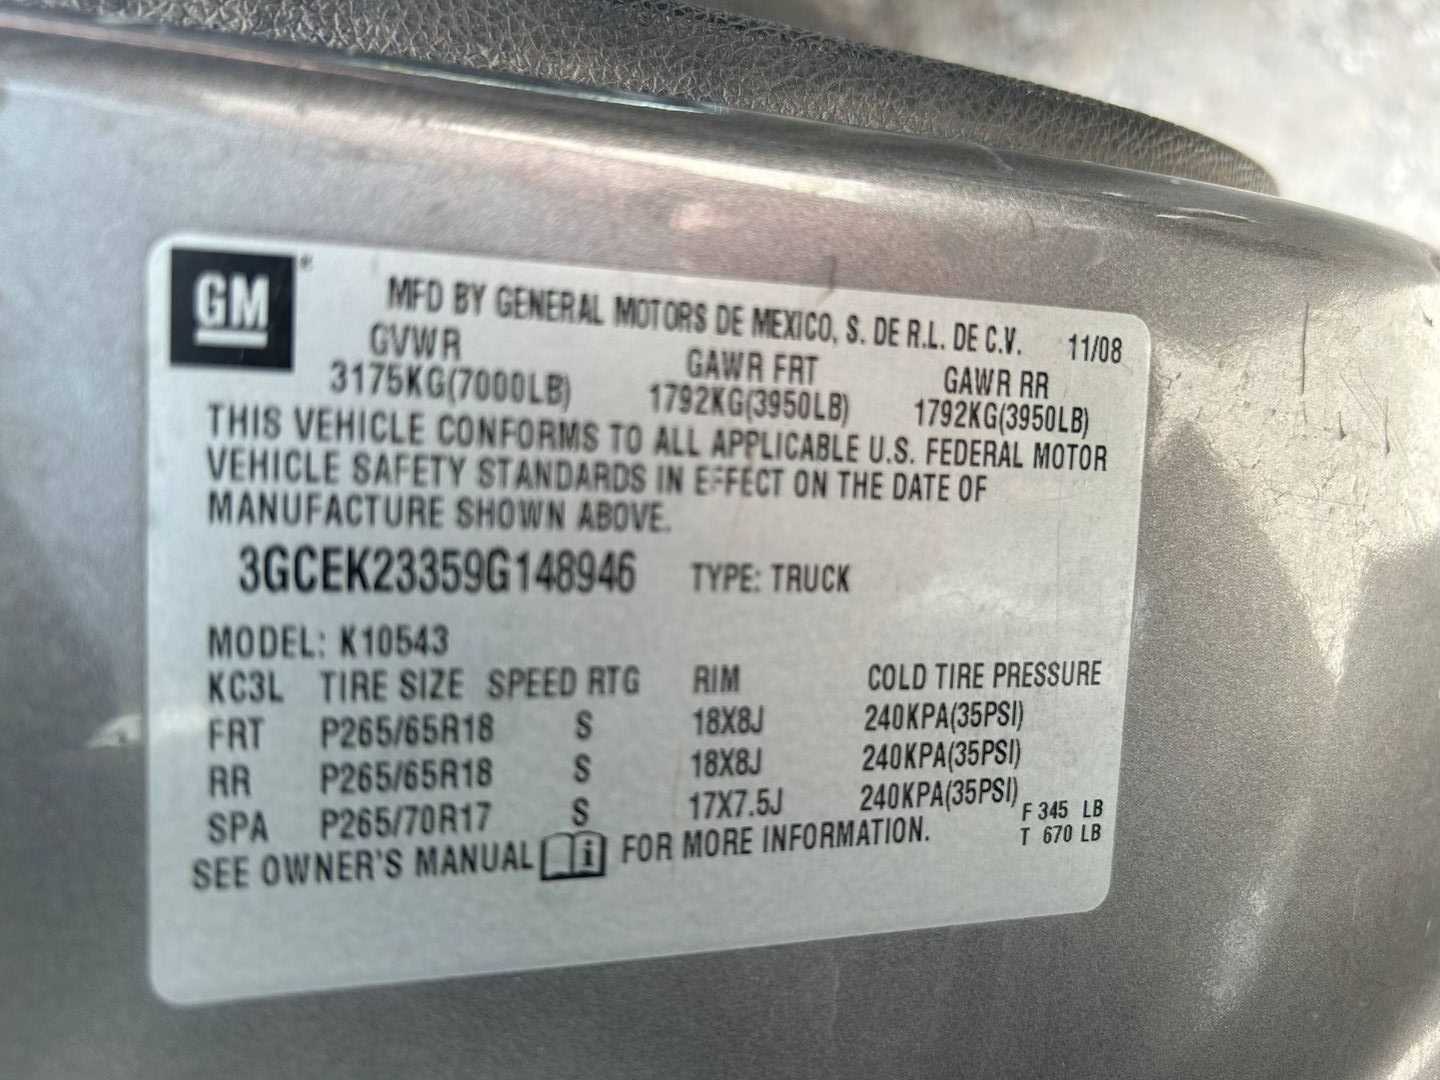 GM
MFD BY GENERAL MOTORS DE MEXICO, S. DE R.L. DE C.V. 11/08
GVWR GAWR FRT GAWR RR
3175KG(7000LB) 1792KG(3950LB) 1792KG(3950LB)
THIS VEHICLE CONFORMS TO ALL APPLICABLE U.S. FEDERAL MOTOR
VEHICLE SAFETY STANDARDS IN EFFECT ON THE DATE OF
MANUFACTURE SHOWN ABOVE.
3GCEK23359G148946 TYPE: TRUCK
MODEL: K10543
KC3L TIRE SIZE SPEED RTG RIM COLD TIRE PRESSURE
FRT P265/65R18 S 18X8J 240KPA(35PSI)
RR P265/65R18 S 18X8J 240KPA(35PSI)
SPA P265/70R17 S 17X7.5J 240KPA(35PSI)
F 345 LB
T 670 LB
SEE OWNER'S MANUAL FOR MORE INFORMATION.